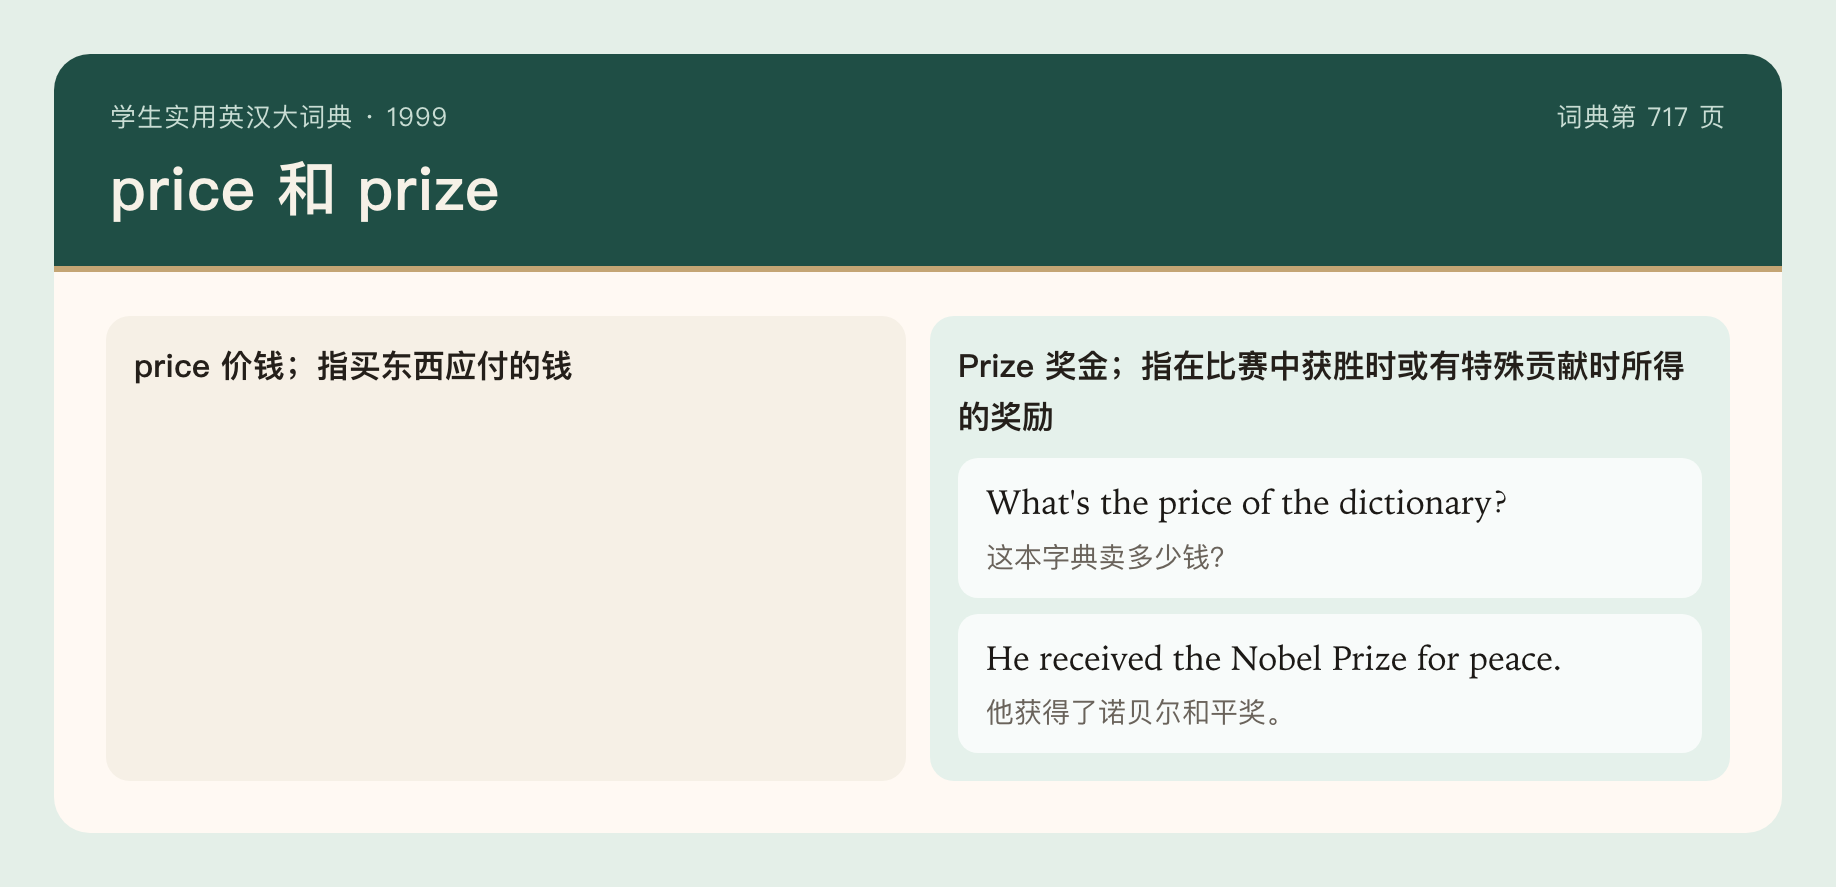 学生实用英汉大词典 · 1999
词典第 717 页
price 和 prize
price 价钱；指买东西应付的钱
Prize 奖金；指在比赛中获胜时或有特殊贡献时所得
的奖励
What's the price of the dictionary?
这本字典卖多少钱？
He received the Nobel Prize for peace.
他获得了诺贝尔和平奖。